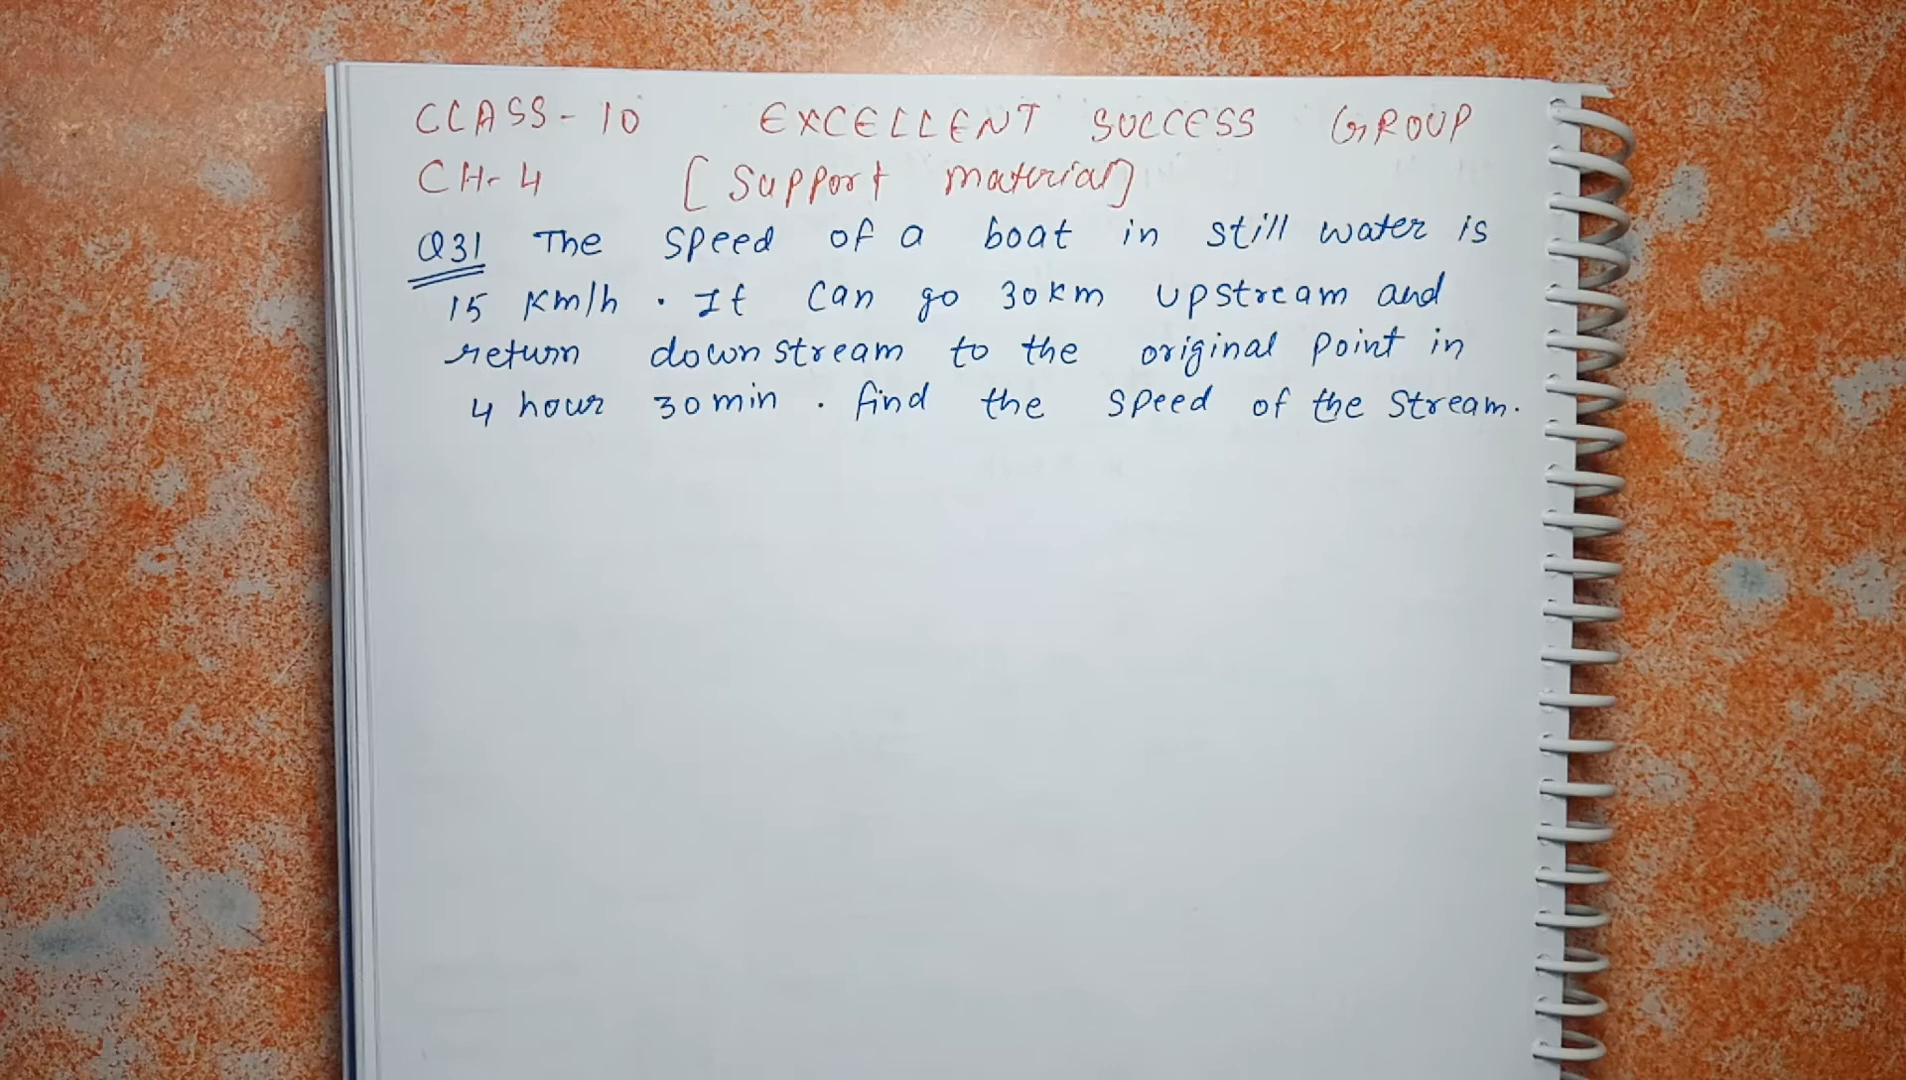 CLASS-10 EXCELLENT SUCCESS GROUP
CH-4 [Support material]
Q31 The speed of a boat in still water is
15 Km/h. It can go 30km upstream and
return downstream to the original point in
4 hour 30 min. find the speed of the stream.